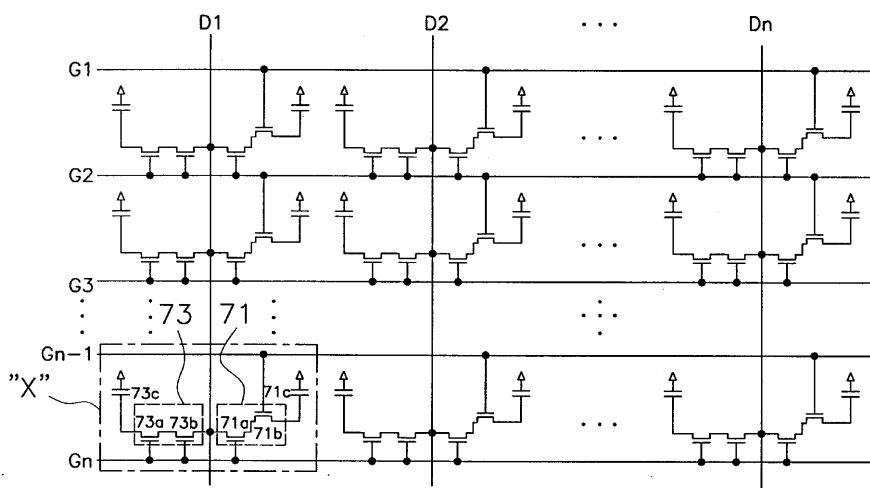 D1 D2 ... Dn
G1
...
G2
...
G3
73 71
...
Gn-1
"X"
73c 71c
73a 73b 71a 71b
...
Gn